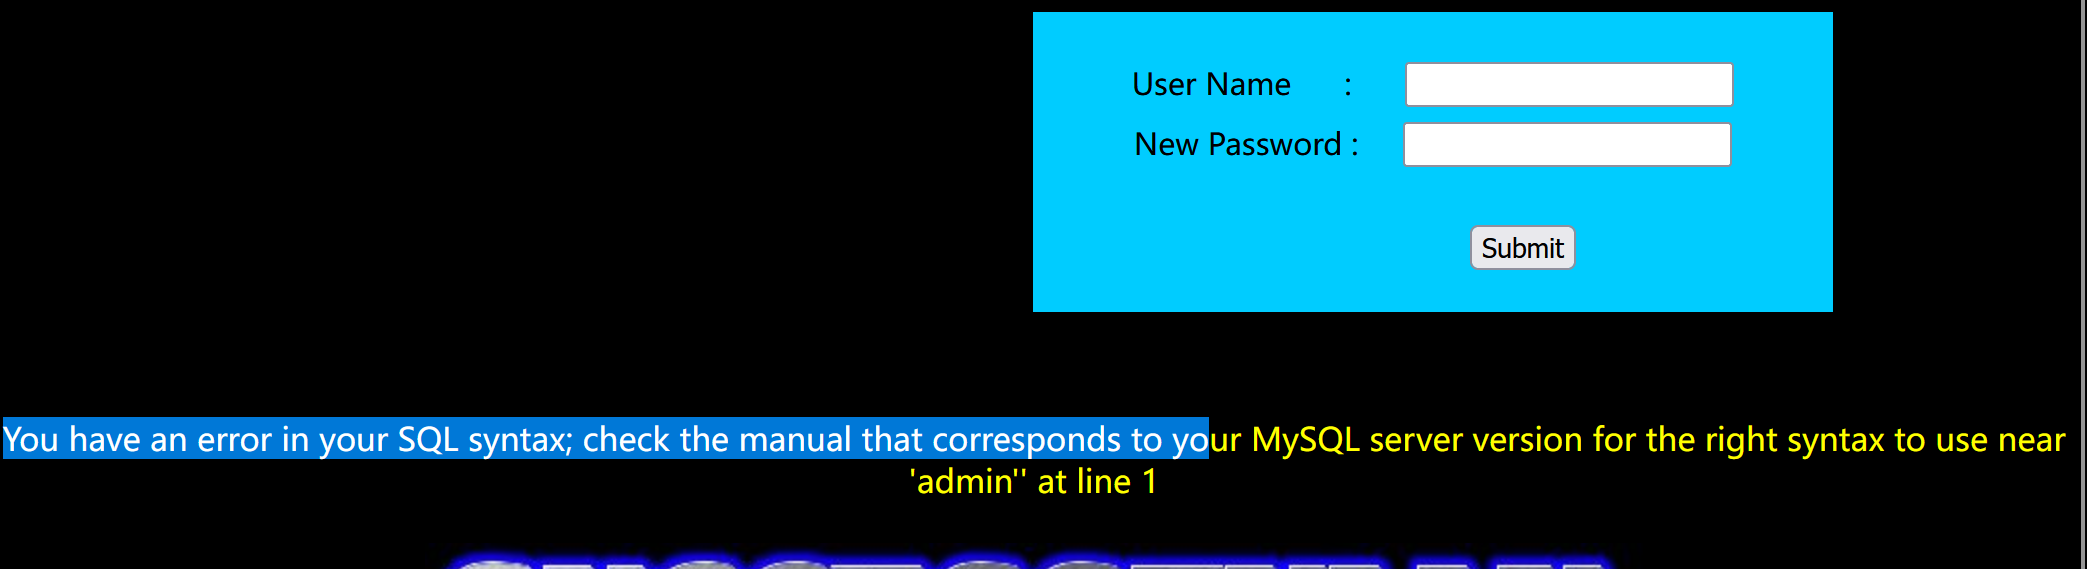 User Name :
New Password :
Submit
You have an error in your SQL syntax; check the manual that corresponds to your MySQL server version for the right syntax to use near
'admin'' at line 1